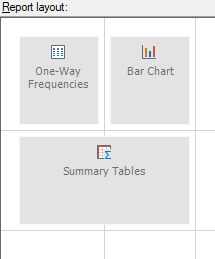 Report layout:
One-Way
Frequencies
Bar Chart
Summary Tables